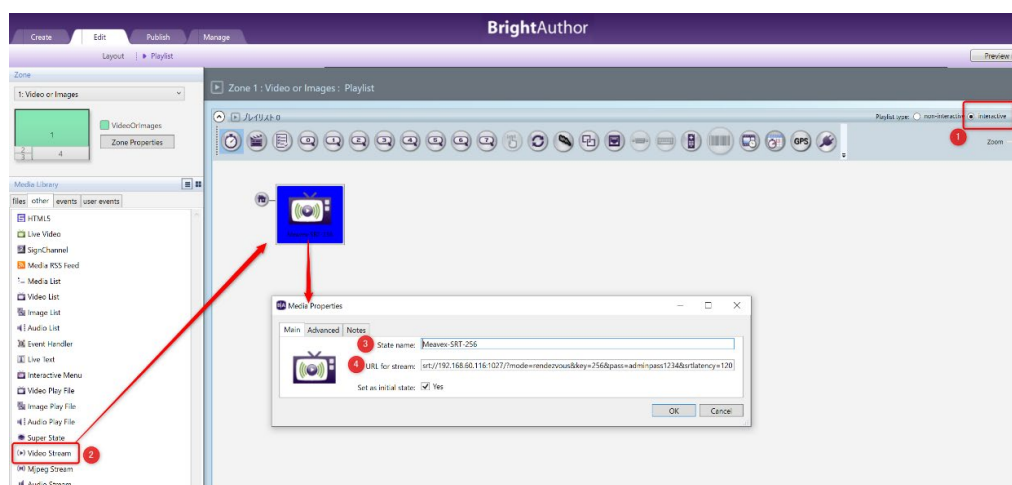 BrightAuthor
Create Edit Publish Manage
Layout Playlist
Preview
Zone
1: Video or Images
1
2
3
4
VideoOrImages
Zone Properties
Zone 1 : Video or Images : Playlist
プレイリスト 0
Playlist type: non-interactive interactive
1
Zoom
GPS
Media Library
files other events user events
HTML5
Live Video
SignChannel
Media RSS Feed
Media List
Video List
Image List
Audio List
Event Handler
Live Text
Interactive Menu
Video Play File
Image Play File
Audio Play File
Super State
Video Stream
2
Mjpeg Stream
Audio Stream
BA Media Properties
Main Advanced Notes
3 State name: Meavex-SRT-256
4 URL for stream: srt://192.168.60.116:1027/?mode=rendezvous&key=256&pass=adminpass1234&srtlatency=120
Set as initial state: Yes
OK Cancel